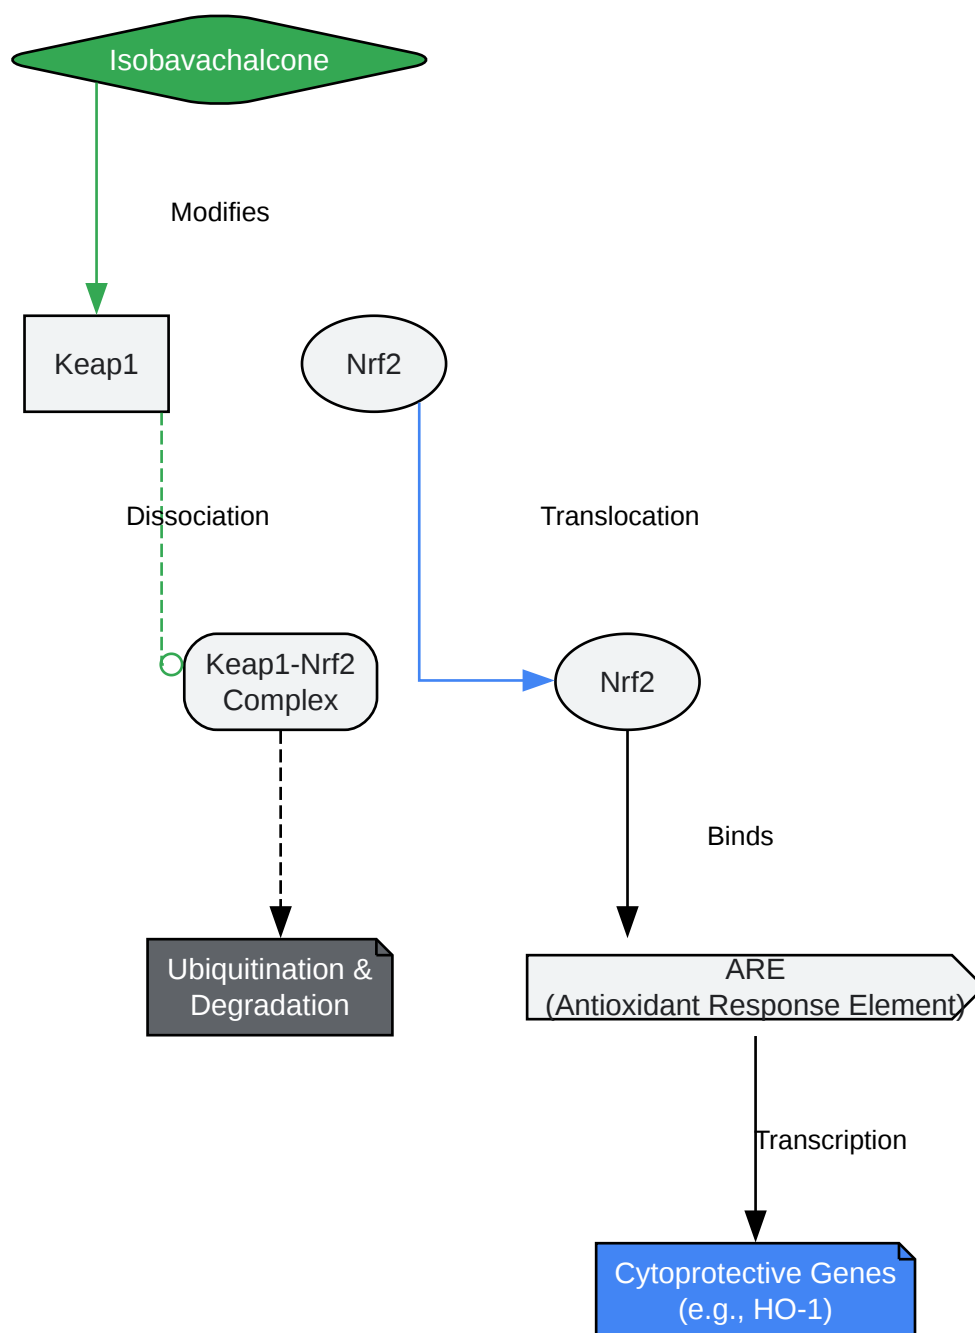 Isobavachalcone
Modifies
Keap1
Nrf2
Dissociation
Translocation
Keap1-Nrf2
Complex
Nrf2
Binds
Ubiquitination &
Degradation
ARE
(Antioxidant Response Element)
Transcription
Cytoprotective Genes
(e.g., HO-1)